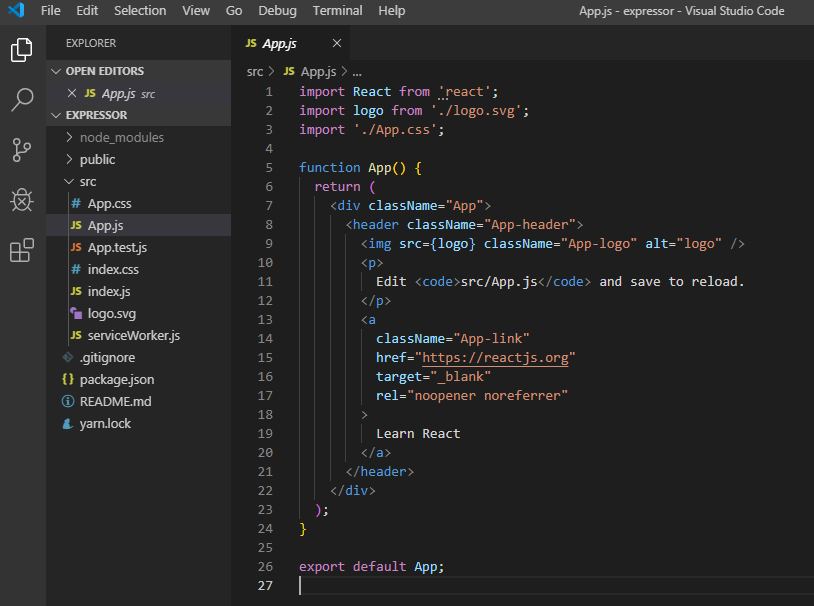 File Edit Selection View Go Debug Terminal Help App.js - expressor - Visual Studio Code
EXPLORER
OPEN EDITORS
JS App.js src
EXPRESSOR
node_modules
public
src
# App.css
JS App.js
JS App.test.js
# index.css
JS index.js
logo.svg
JS serviceWorker.js
.gitignore
{} package.json
README.md
yarn.lock
JS App.js
src > JS App.js > ...
1 import React from 'react';
2 import logo from './logo.svg';
3 import './App.css';
4
5 function App() {
6 return (
7 <div className="App">
8 <header className="App-header">
9 <img src={logo} className="App-logo" alt="logo" />
10 <p>
11 Edit <code>src/App.js</code> and save to reload.
12 </p>
13 <a
14 className="App-link"
15 href="https://reactjs.org"
16 target="_blank"
17 rel="noopener noreferrer"
18 >
19 Learn React
20 </a>
21 </header>
22 </div>
23 );
24 }
25
26 export default App;
27